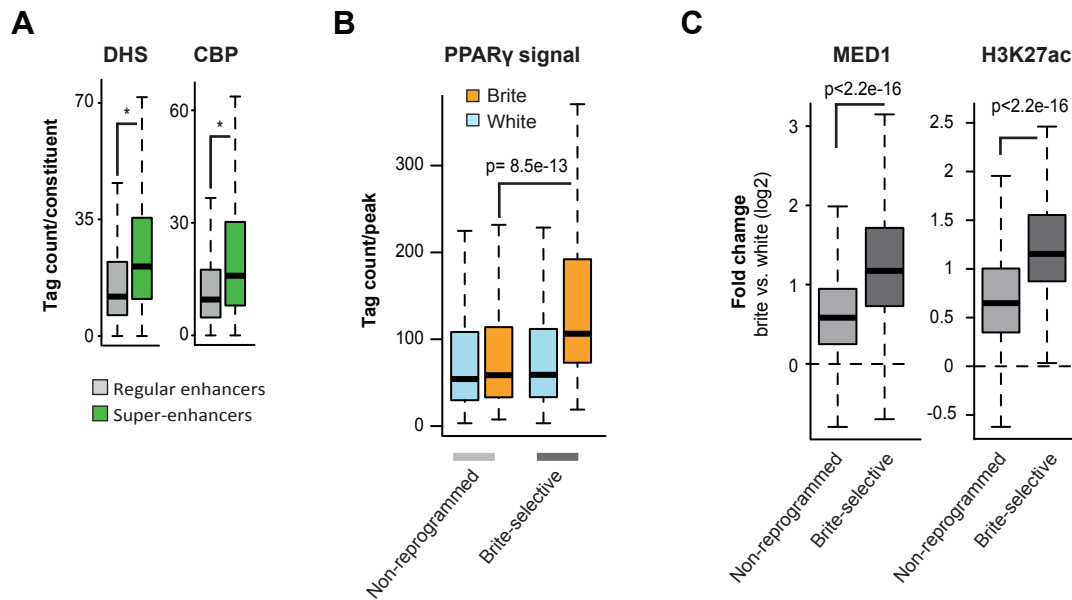 A
DHS
CBP
Tag count/constituent
70
35
0
*
60
30
0
*
Regular enhancers
Super-enhancers
B
PPARγ signal
Brite
White
Tag count/peak
300
200
100
0
p= 8.5e-13
Non-reprogrammed
Brite-selective
C
MED1
H3K27ac
p<2.2e-16
p<2.2e-16
Fold chamge
brite vs. white (log2)
3
2
1
0
2.5
2
1.5
1
0.5
0
-0.5
Non-reprogrammed
Brite-selective
Non-reprogrammed
Brite-selective